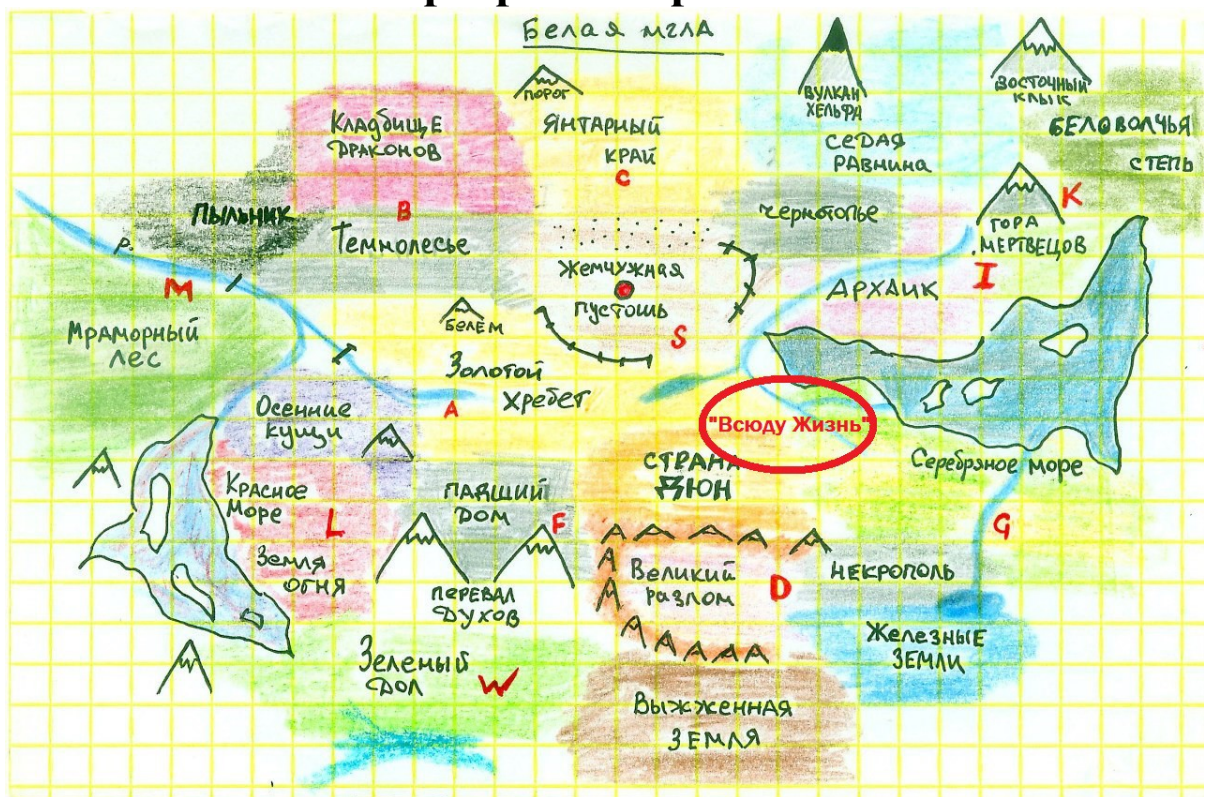 Белая мгла
ПОРОГ
ВУЛКАН
ХЕЛЬФА
ВОСТОЧНЫЙ
КЛЫК
Кладбище
Драконов
Янтарный
край
С
Седая
равнина
Беловолчья
степь
Пыльник
В
Темнолесье
Чернотопье
К
ГОРА
МЕРТВЕЦОВ
Р.
М
Жемчужная
пустошь
S
Архаик
I
Мраморный
лес
Белем
Золотой
хребет
А
Осенние
кущи
"Всюду Жизнь"
Страна
Дюн
Серебряное море
Красное
море
L
Падший
дом
F
G
Земля
огня
Перевал
Духов
Великий
разлом
D
Некрополь
Железные
земли
Зеленый
дол
W
Выжженная
земля